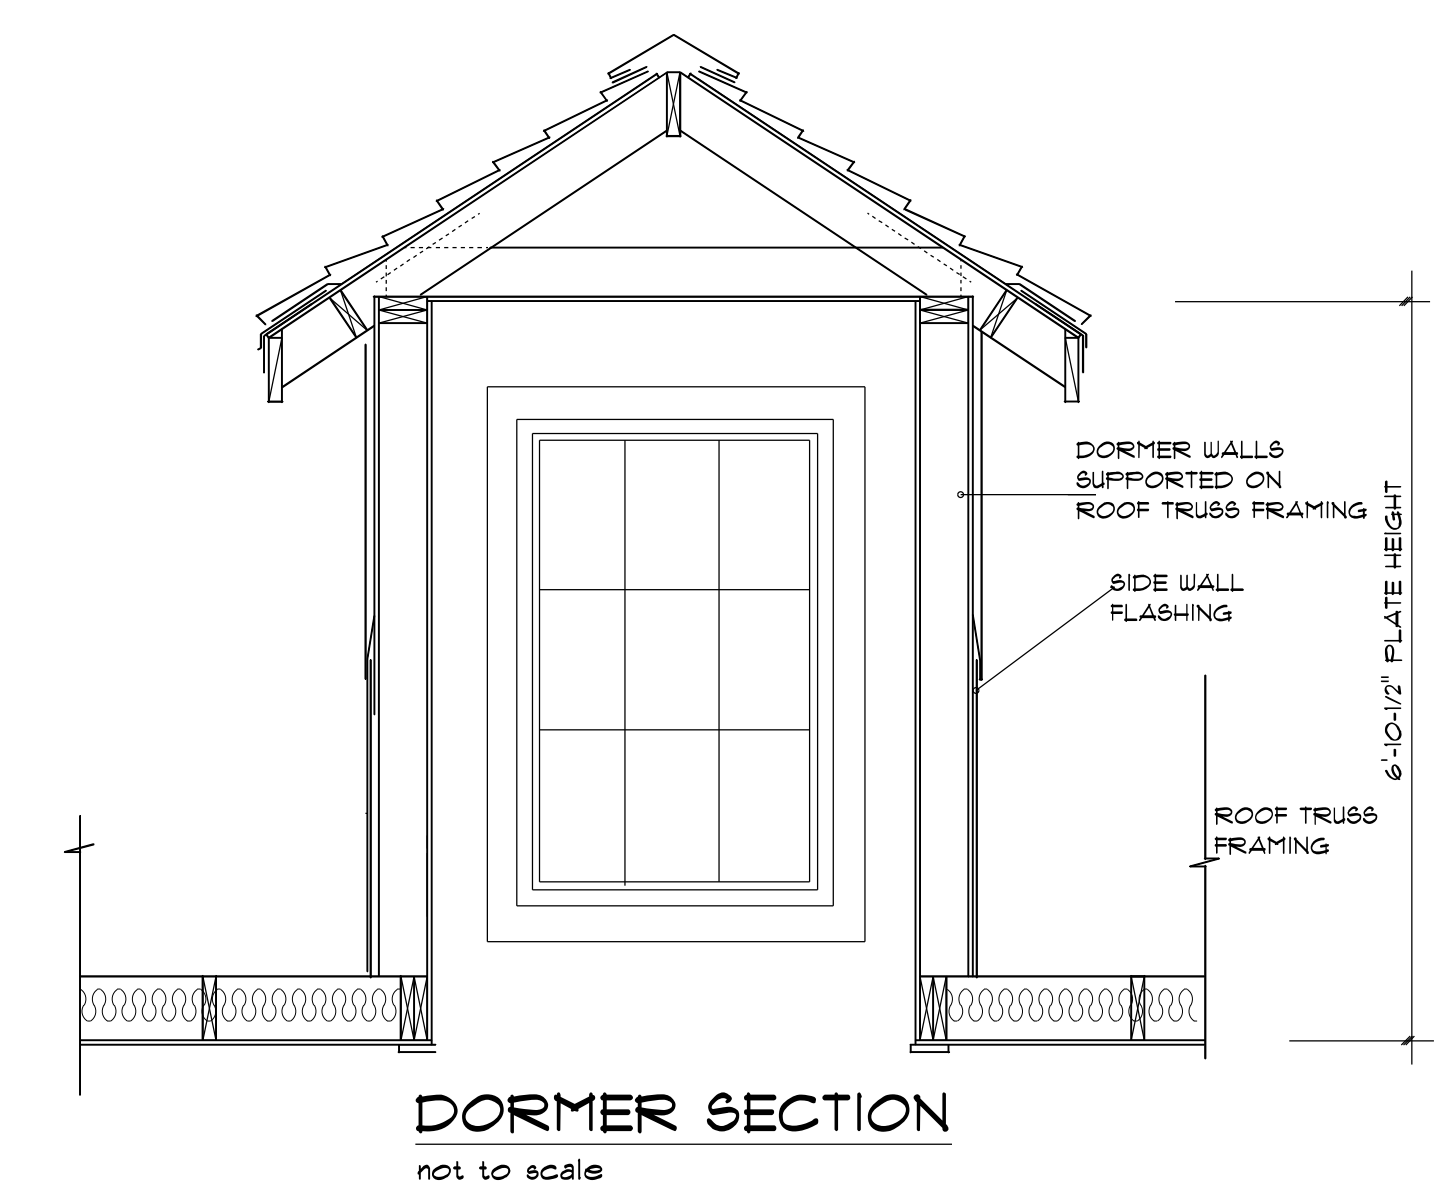 DORMER WALLS
SUPPORTED ON
ROOF TRUSS FRAMING
SIDE WALL
FLASHING
6'-10-1/2" PLATE HEIGHT
ROOF TRUSS
FRAMING
DORMER SECTION
not to scale